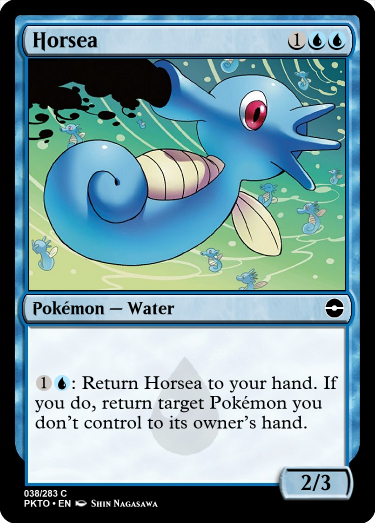 Horsea 1
Pokémon — Water
1 : Return Horsea to your hand. If
you do, return target Pokémon you
don't control to its owner's hand.
038/283 C
PKTO • EN Shin Nagasawa
2/3